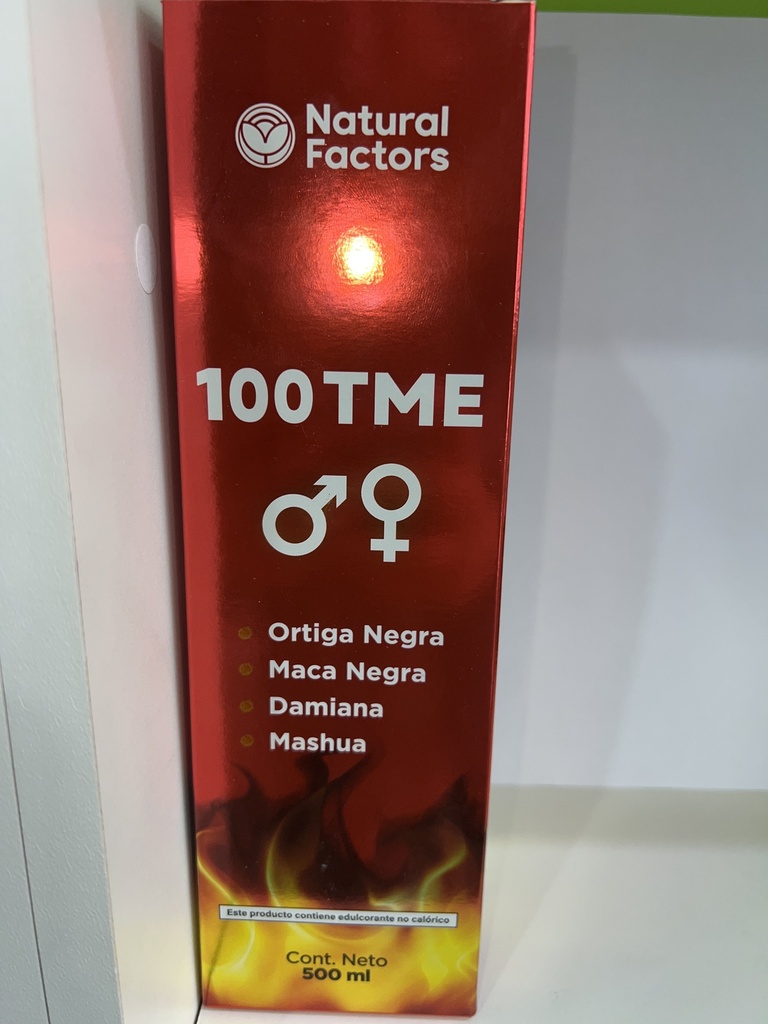 Natural
Factors
100 TME
Ortiga Negra
Maca Negra
Damiana
Mashua
Este producto contiene edulcorante no calórico
Cont. Neto
500 ml